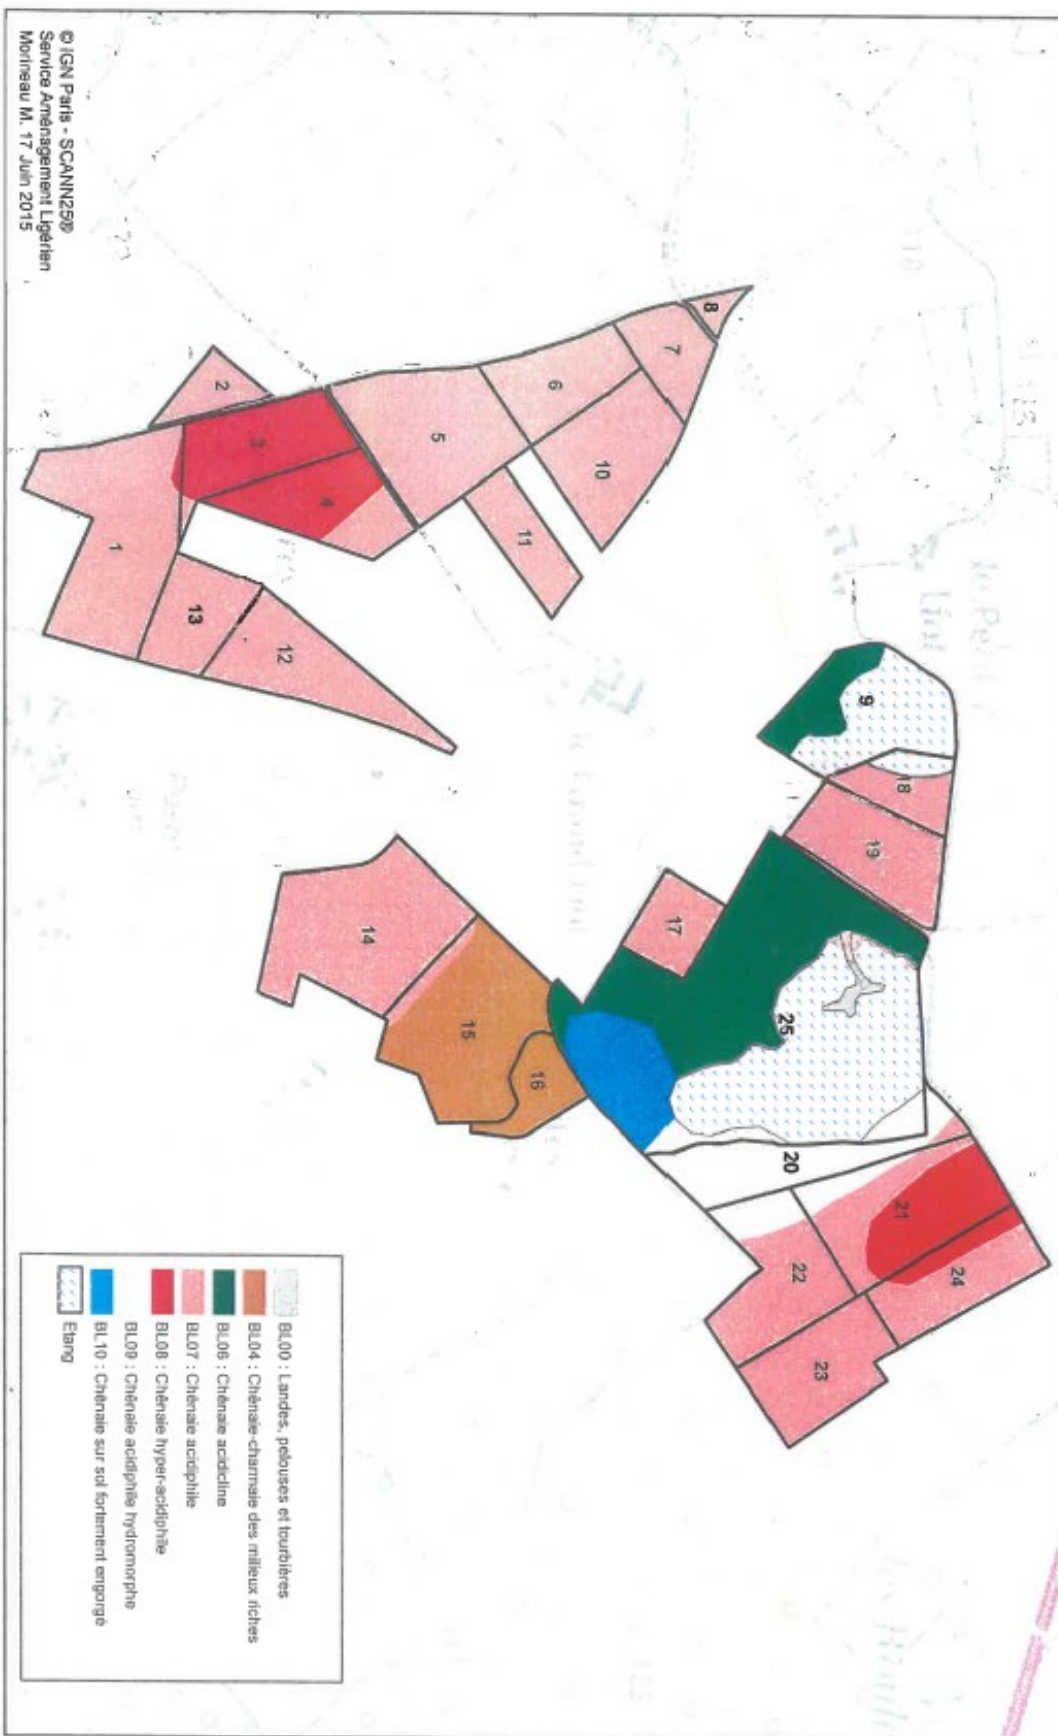 © IGN Paris - SCANN25®
Service Aménagement Ligérien
Morineau M. 17 Juin 2015
8
7
6
10
5
11
2
3
4
1
13
12
9
18
19
17
25
14
15
16
20
21
22
24
23
BL00 : Landes, pelouses et tourbières
BL04 : Chênaie-charmaie des milieux riches
BL06 : Chênaie acidicline
BL07 : Chênaie acidiphile
BL08 : Chênaie hyper-acidiphile
BL09 : Chênaie acidiphile hydromorphe
BL10 : Chênaie sur sol fortement engorgé
Etang